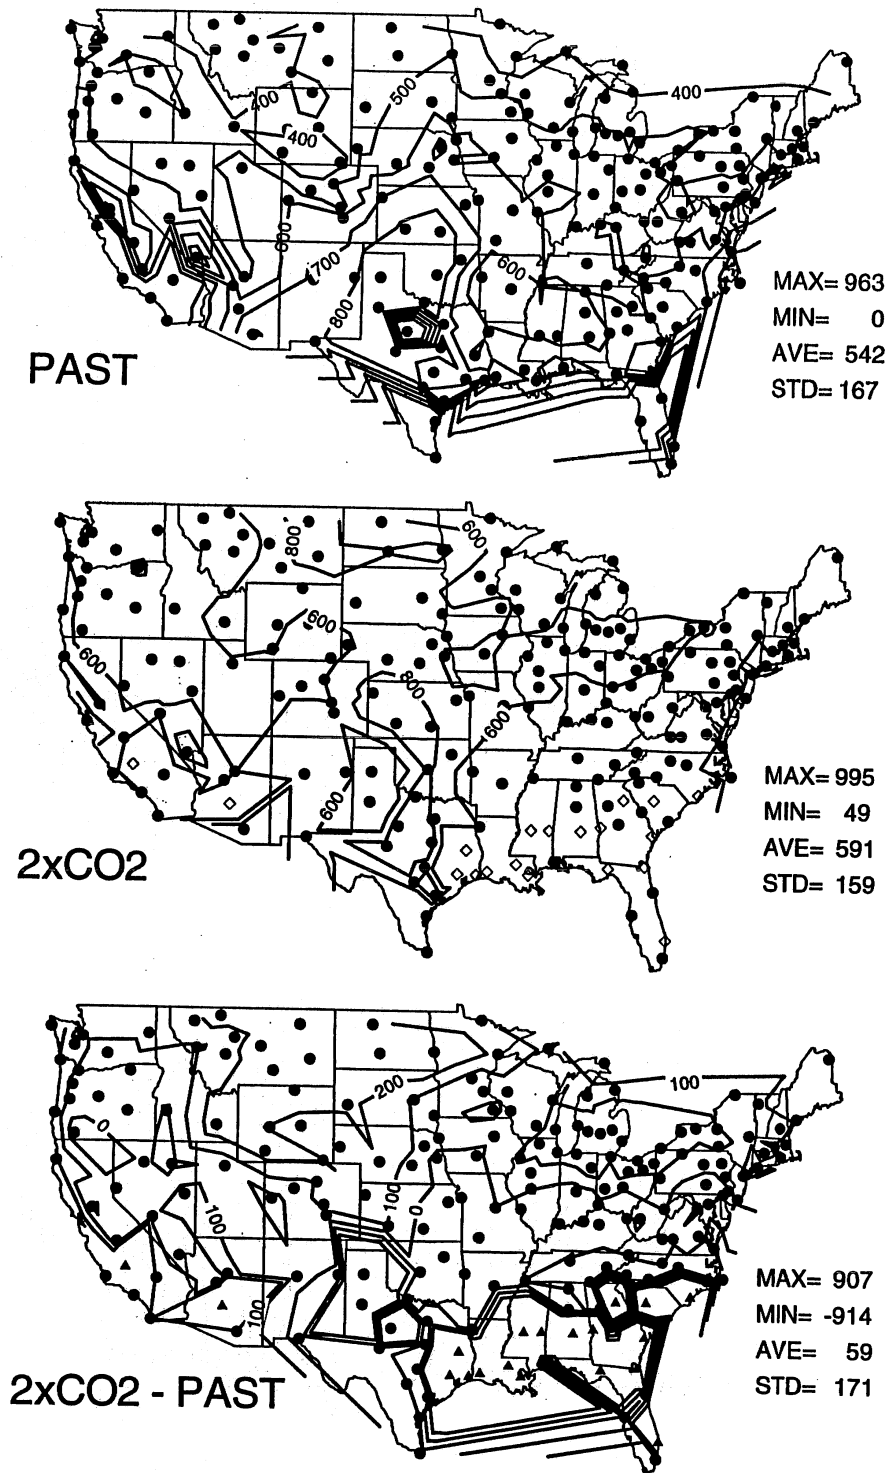 400
500
400
400
600
700
600
800
MAX= 963
MIN= 0
AVE= 542
STD= 167
PAST
800
600
600
600
800
600
600
MAX= 995
MIN= 49
AVE= 591
STD= 159
2xCO2
200
100
0
100
100
0
100
MAX= 907
MIN= -914
AVE= 59
STD= 171
2xCO2 - PAST